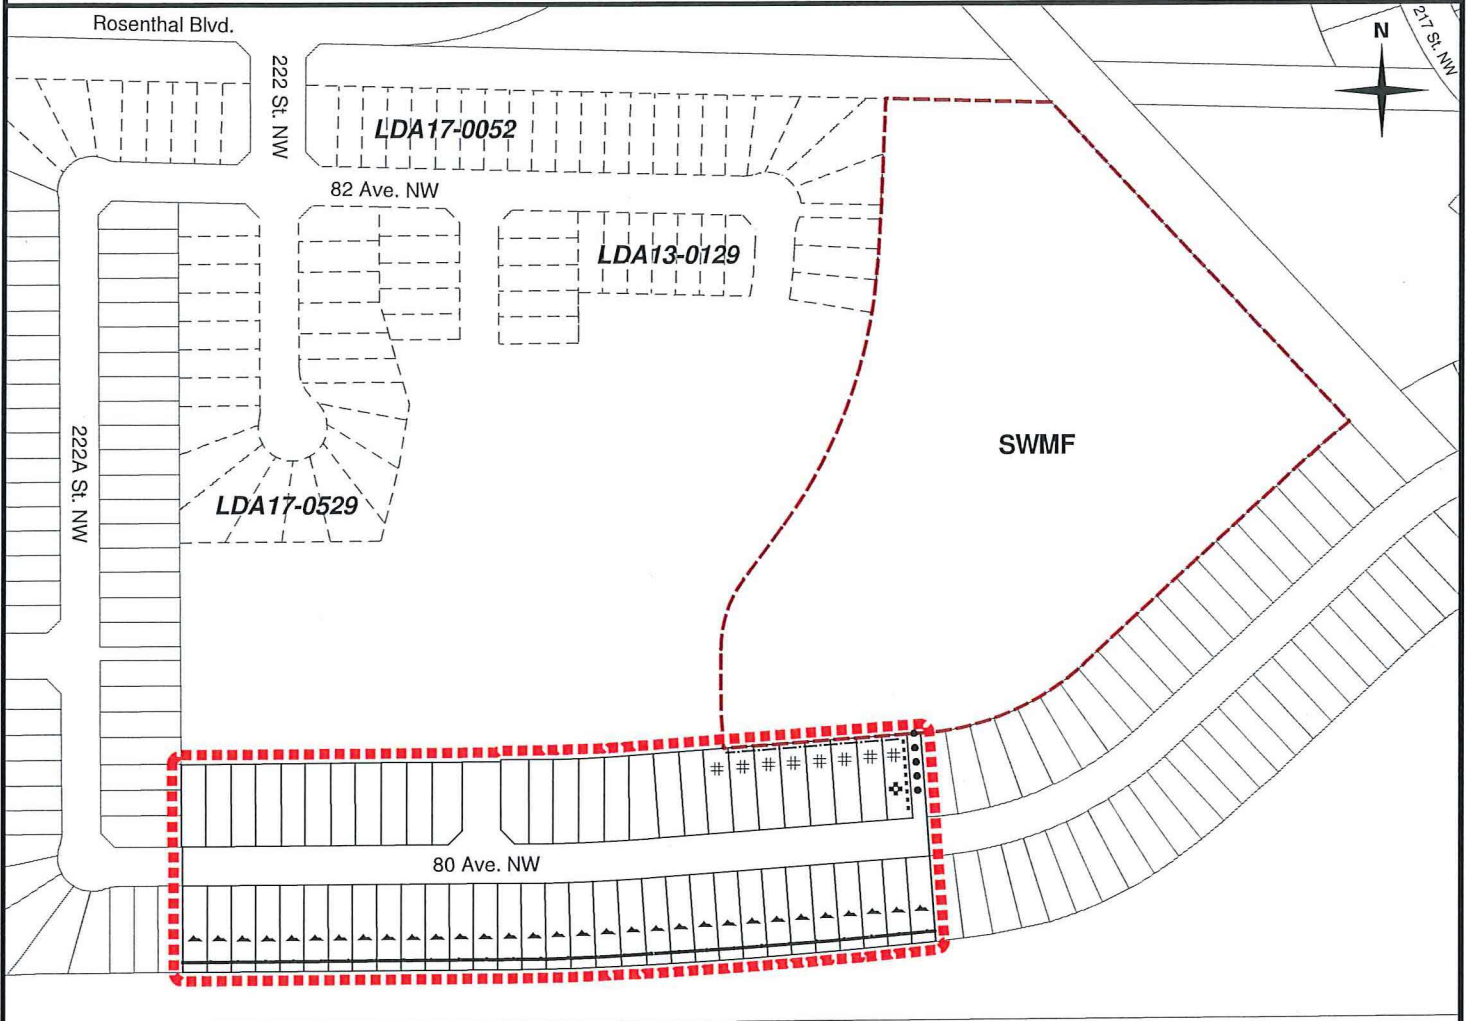 Rosenthal Blvd.
217 St. NW
N
222 St. NW
LDA17-0052
82 Ave. NW
LDA13-0129
SWMF
222A St. NW
LDA17-0529
# # # # # # # #
80 Ave. NW